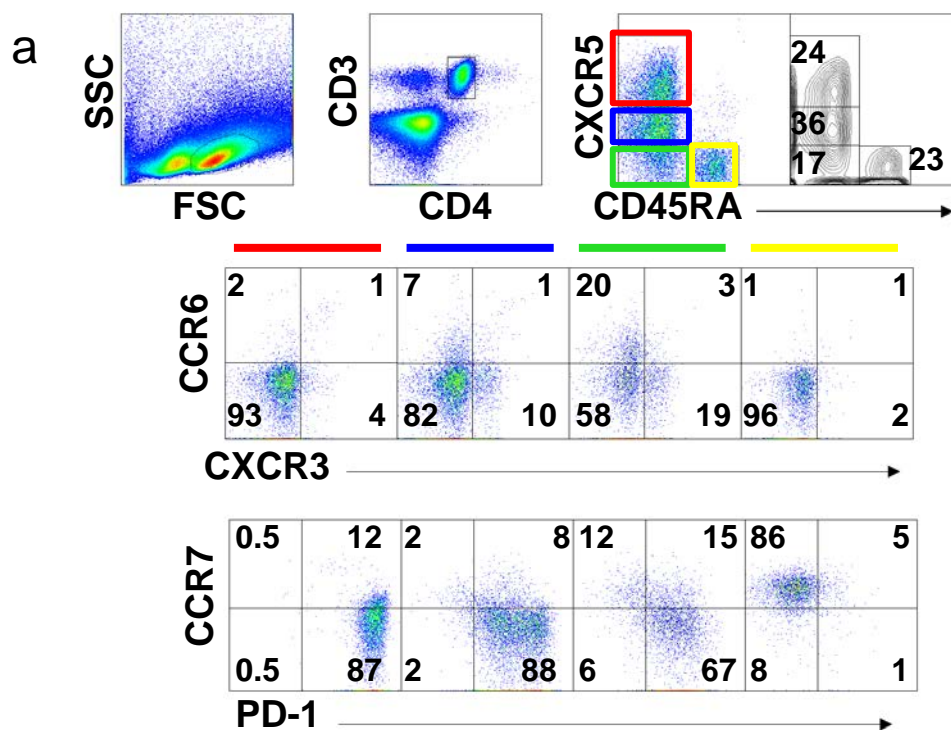 a
SSC
FSC
CD3
CD4
CXCR5
CD45RA
24
36
17 23
CCR6
2 1 7 1 20 3 1 1
93 4 82 10 58 19 96 2
CXCR3
CCR7
0.5 12 2 8 12 15 86 5
0.5 87 2 88 6 67 8 1
PD-1